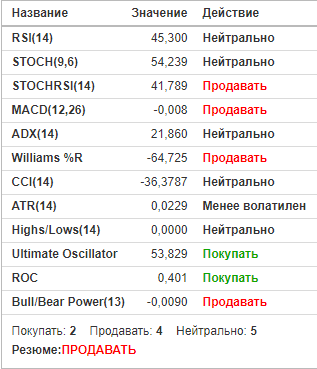 Название Значение Действие
RSI(14) 45,300 Нейтрально
STOCH(9,6) 54,239 Нейтрально
STOCHRSI(14) 41,789 Продавать
MACD(12,26) -0,008 Продавать
ADX(14) 21,860 Нейтрально
Williams %R -64,725 Продавать
CCI(14) -36,3787 Нейтрально
ATR(14) 0,0229 Менее волатилен
Highs/Lows(14) 0,0000 Нейтрально
Ultimate Oscillator 53,829 Покупать
ROC 0,401 Покупать
Bull/Bear Power(13) -0,0090 Продавать
Покупать: 2 Продавать: 4 Нейтрально: 5
Резюме:ПРОДАВАТЬ